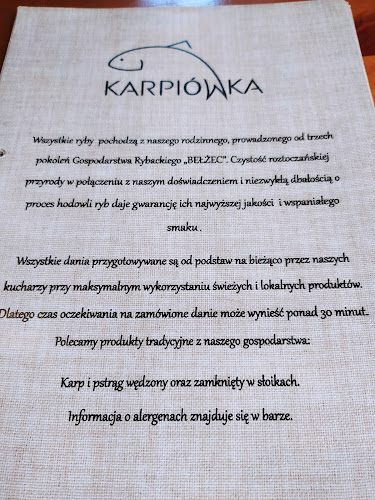 KARPIÓWKA
Wszystkie ryby pochodzą z naszego rodzinnego, prowadzonego od trzech
pokoleń Gospodarstwa Rybackiego „BEŁŻEC”. Czystość roztoczańskiej
przyrody w połączeniu z naszym doświadczeniem i niezwykłą dbałością o
proces hodowli ryb daje gwarancję ich najwyższej jakości i wspaniałego
smaku.
Wszystkie dania przygotowywane są od podstaw na bieżąco przez naszych
kucharzy przy maksymalnym wykorzystaniu świeżych i lokalnych produktów.
Dlatego czas oczekiwania na zamówione danie może wynieść ponad 30 minut.
Polecamy produkty tradycyjne z naszego gospodarstwa:
Karp i pstrąg wędzony oraz zamknięty w słoikach.
Informacja o alergenach znajduje się w barze.